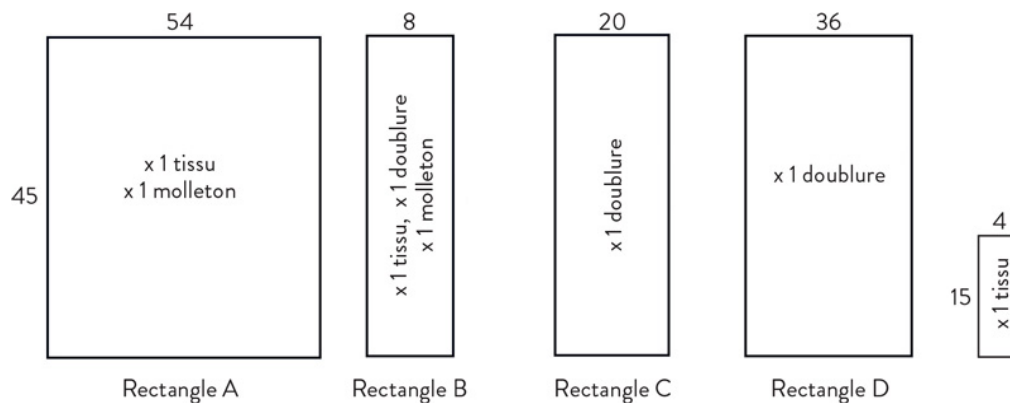 54
45
x 1 tissu
x 1 molleton
Rectangle A
8
x 1 tissu, x 1 doublure
x 1 molleton
Rectangle B
20
x 1 doublure
Rectangle C
36
x 1 doublure
Rectangle D
4
15
x 1 tissu